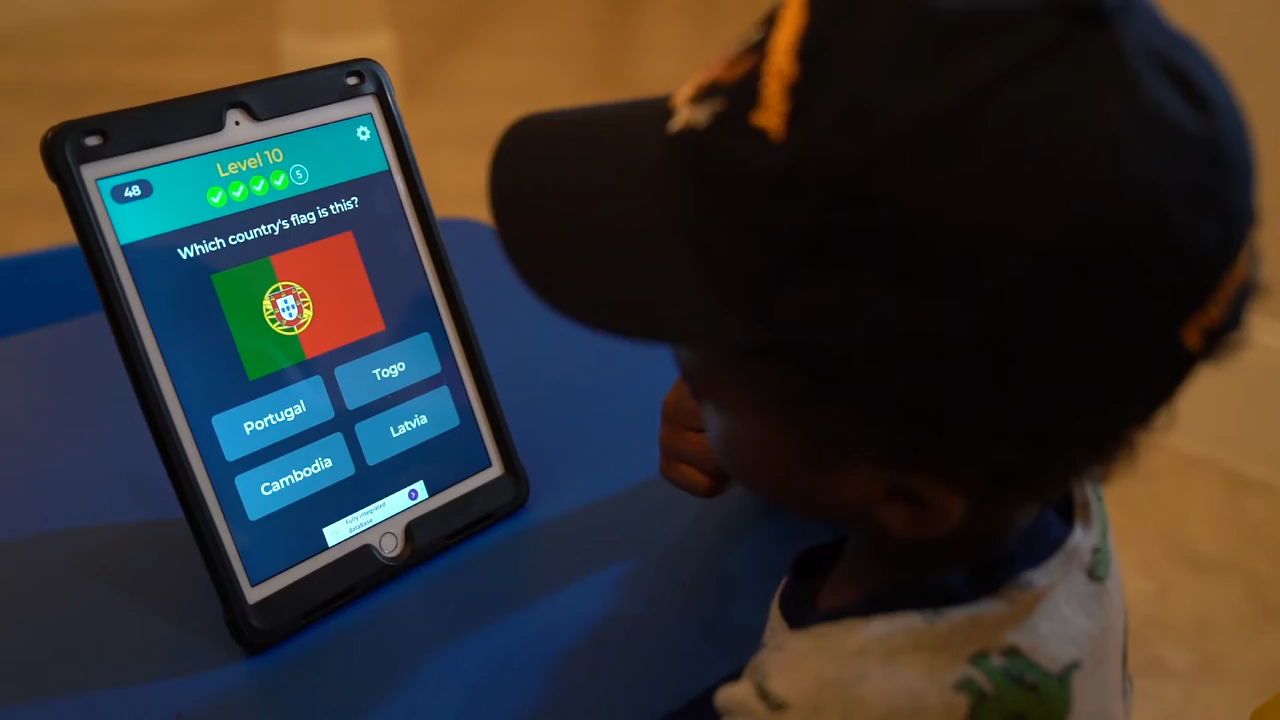 Level 10
48
5
Which country's flag is this?
Portugal
Togo
Cambodia
Latvia
Fully integrated
database